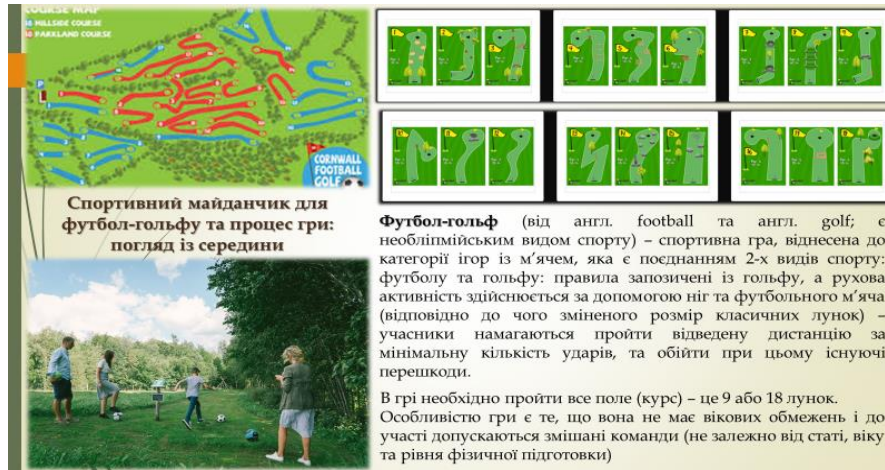 COURSE MAP
18 MILLSIDE COURSE
18 PARKLAND COURSE
CORNWALL
FOOTBALL
GOLF
Спортивний майданчик для
футбол-гольфу та процес гри:
погляд із середини
Футбол-гольф (від англ. football та англ. golf; є
необліпмійським видом спорту) – спортивна гра, віднесена до
категорії ігор із м’ячем, яка є поєднанням 2-х видів спорту:
футболу та гольфу: правила запозичені із гольфу, а рухова
активність здійснюється за допомогою ніг та футбольного м’яча
(відповідно до чого зміненого розмір класичних лунок) –
учасники намагаються пройти відведену дистанцію за
мінімальну кількість ударів, та обійти при цьому існуючі
перешкоди.
В грі необхідно пройти все поле (курс) – це 9 або 18 лунок.
Особливістю гри є те, що вона не має вікових обмежень і до
участі допускаються змішані команди (не залежно від статі, віку
та рівня фізичної підготовки)